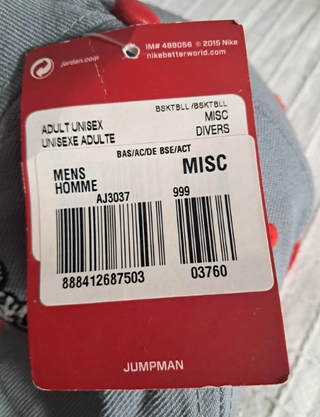 jordan.com
IM# 488056 © 2015 Nike
nikebetterworld.com
BSKTBLL /BSKTBLL
ADULT UNISEX MISC
UNISEXE ADULTE DIVERS
BAS/AC/DE BSE/ACT
MENS MISC
HOMME
AJ3037 999
888412687503 03760
JUMPMAN